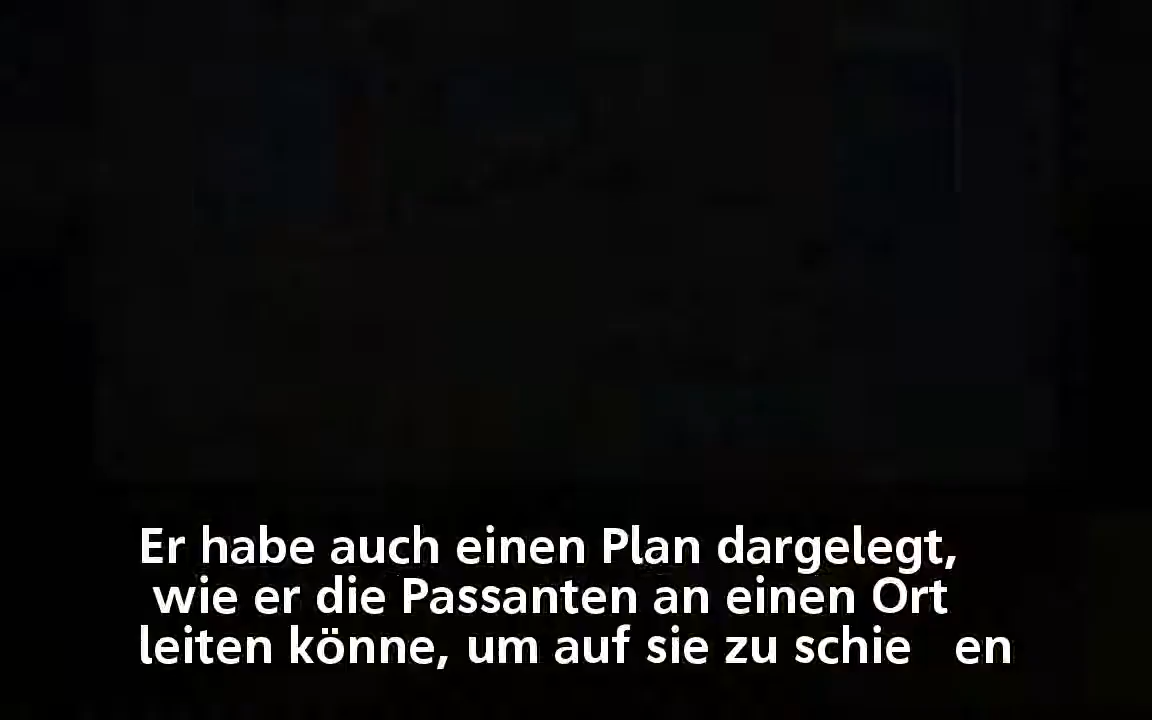 Er habe auch einen Plan dargelegt,
wie er die Passanten an einen Ort
leiten könne, um auf sie zu schie en